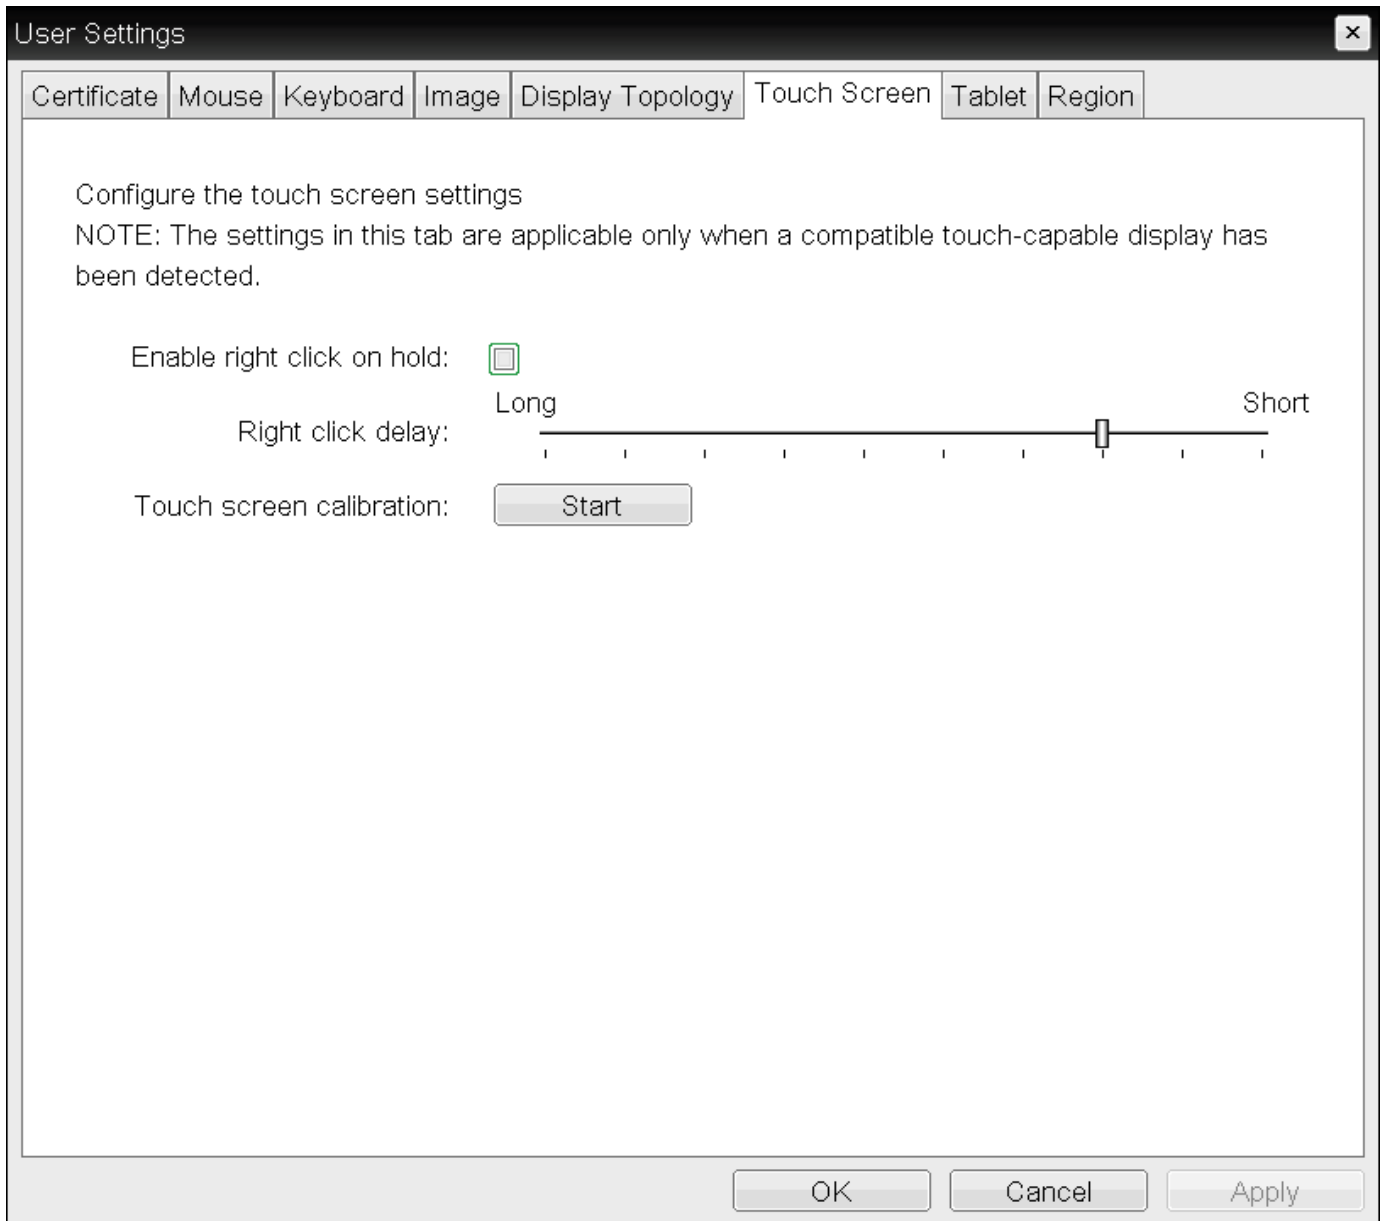 User Settings
Certificate Mouse Keyboard Image Display Topology Touch Screen Tablet Region
Configure the touch screen settings
NOTE: The settings in this tab are applicable only when a compatible touch-capable display has
been detected.
Enable right click on hold:
Long Short
Right click delay:
Touch screen calibration: Start
OK Cancel Apply